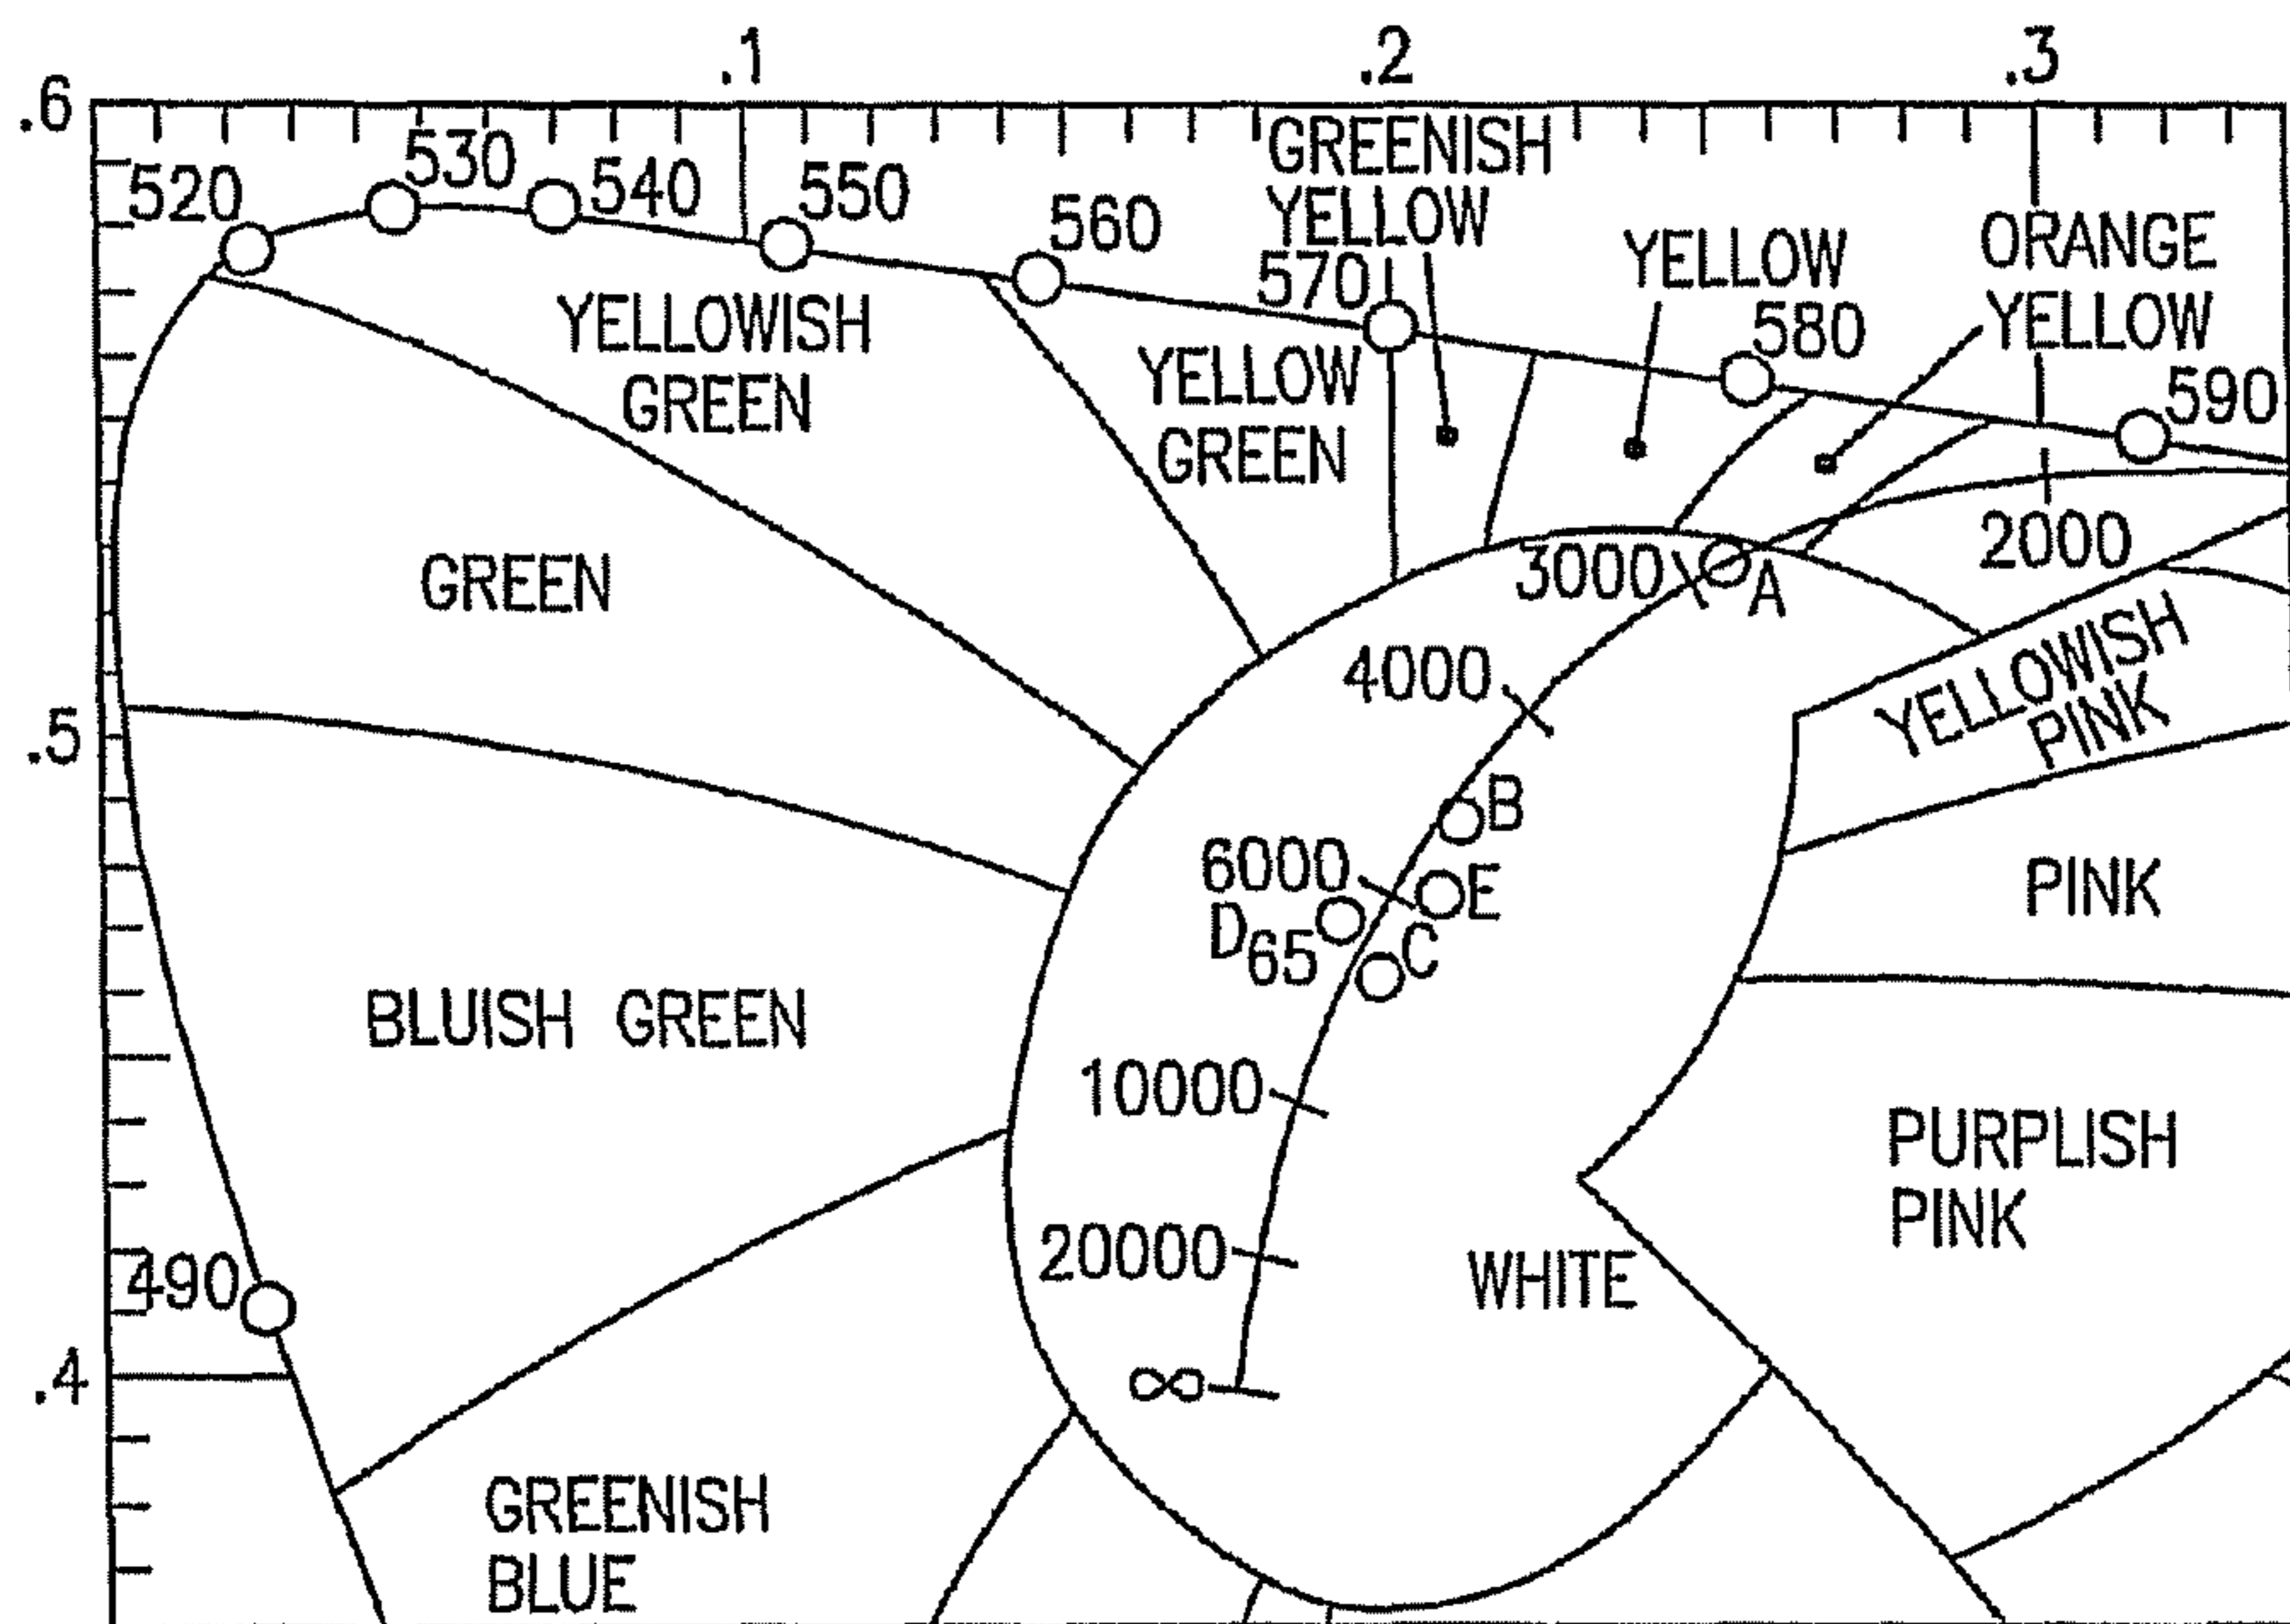 .1
.2
.3
.6
520
530
540
550
560
GREENISH
YELLOW
570
YELLOW
580
ORANGE
YELLOW
590
YELLOWISH
GREEN
YELLOW
GREEN
GREEN
3000
A
2000
4000
YELLOWISH
PINK
.5
B
6000
E
D65
C
PINK
BLUISH GREEN
10000
PURPLISH
PINK
20000
WHITE
490
.4
∞
GREENISH
BLUE